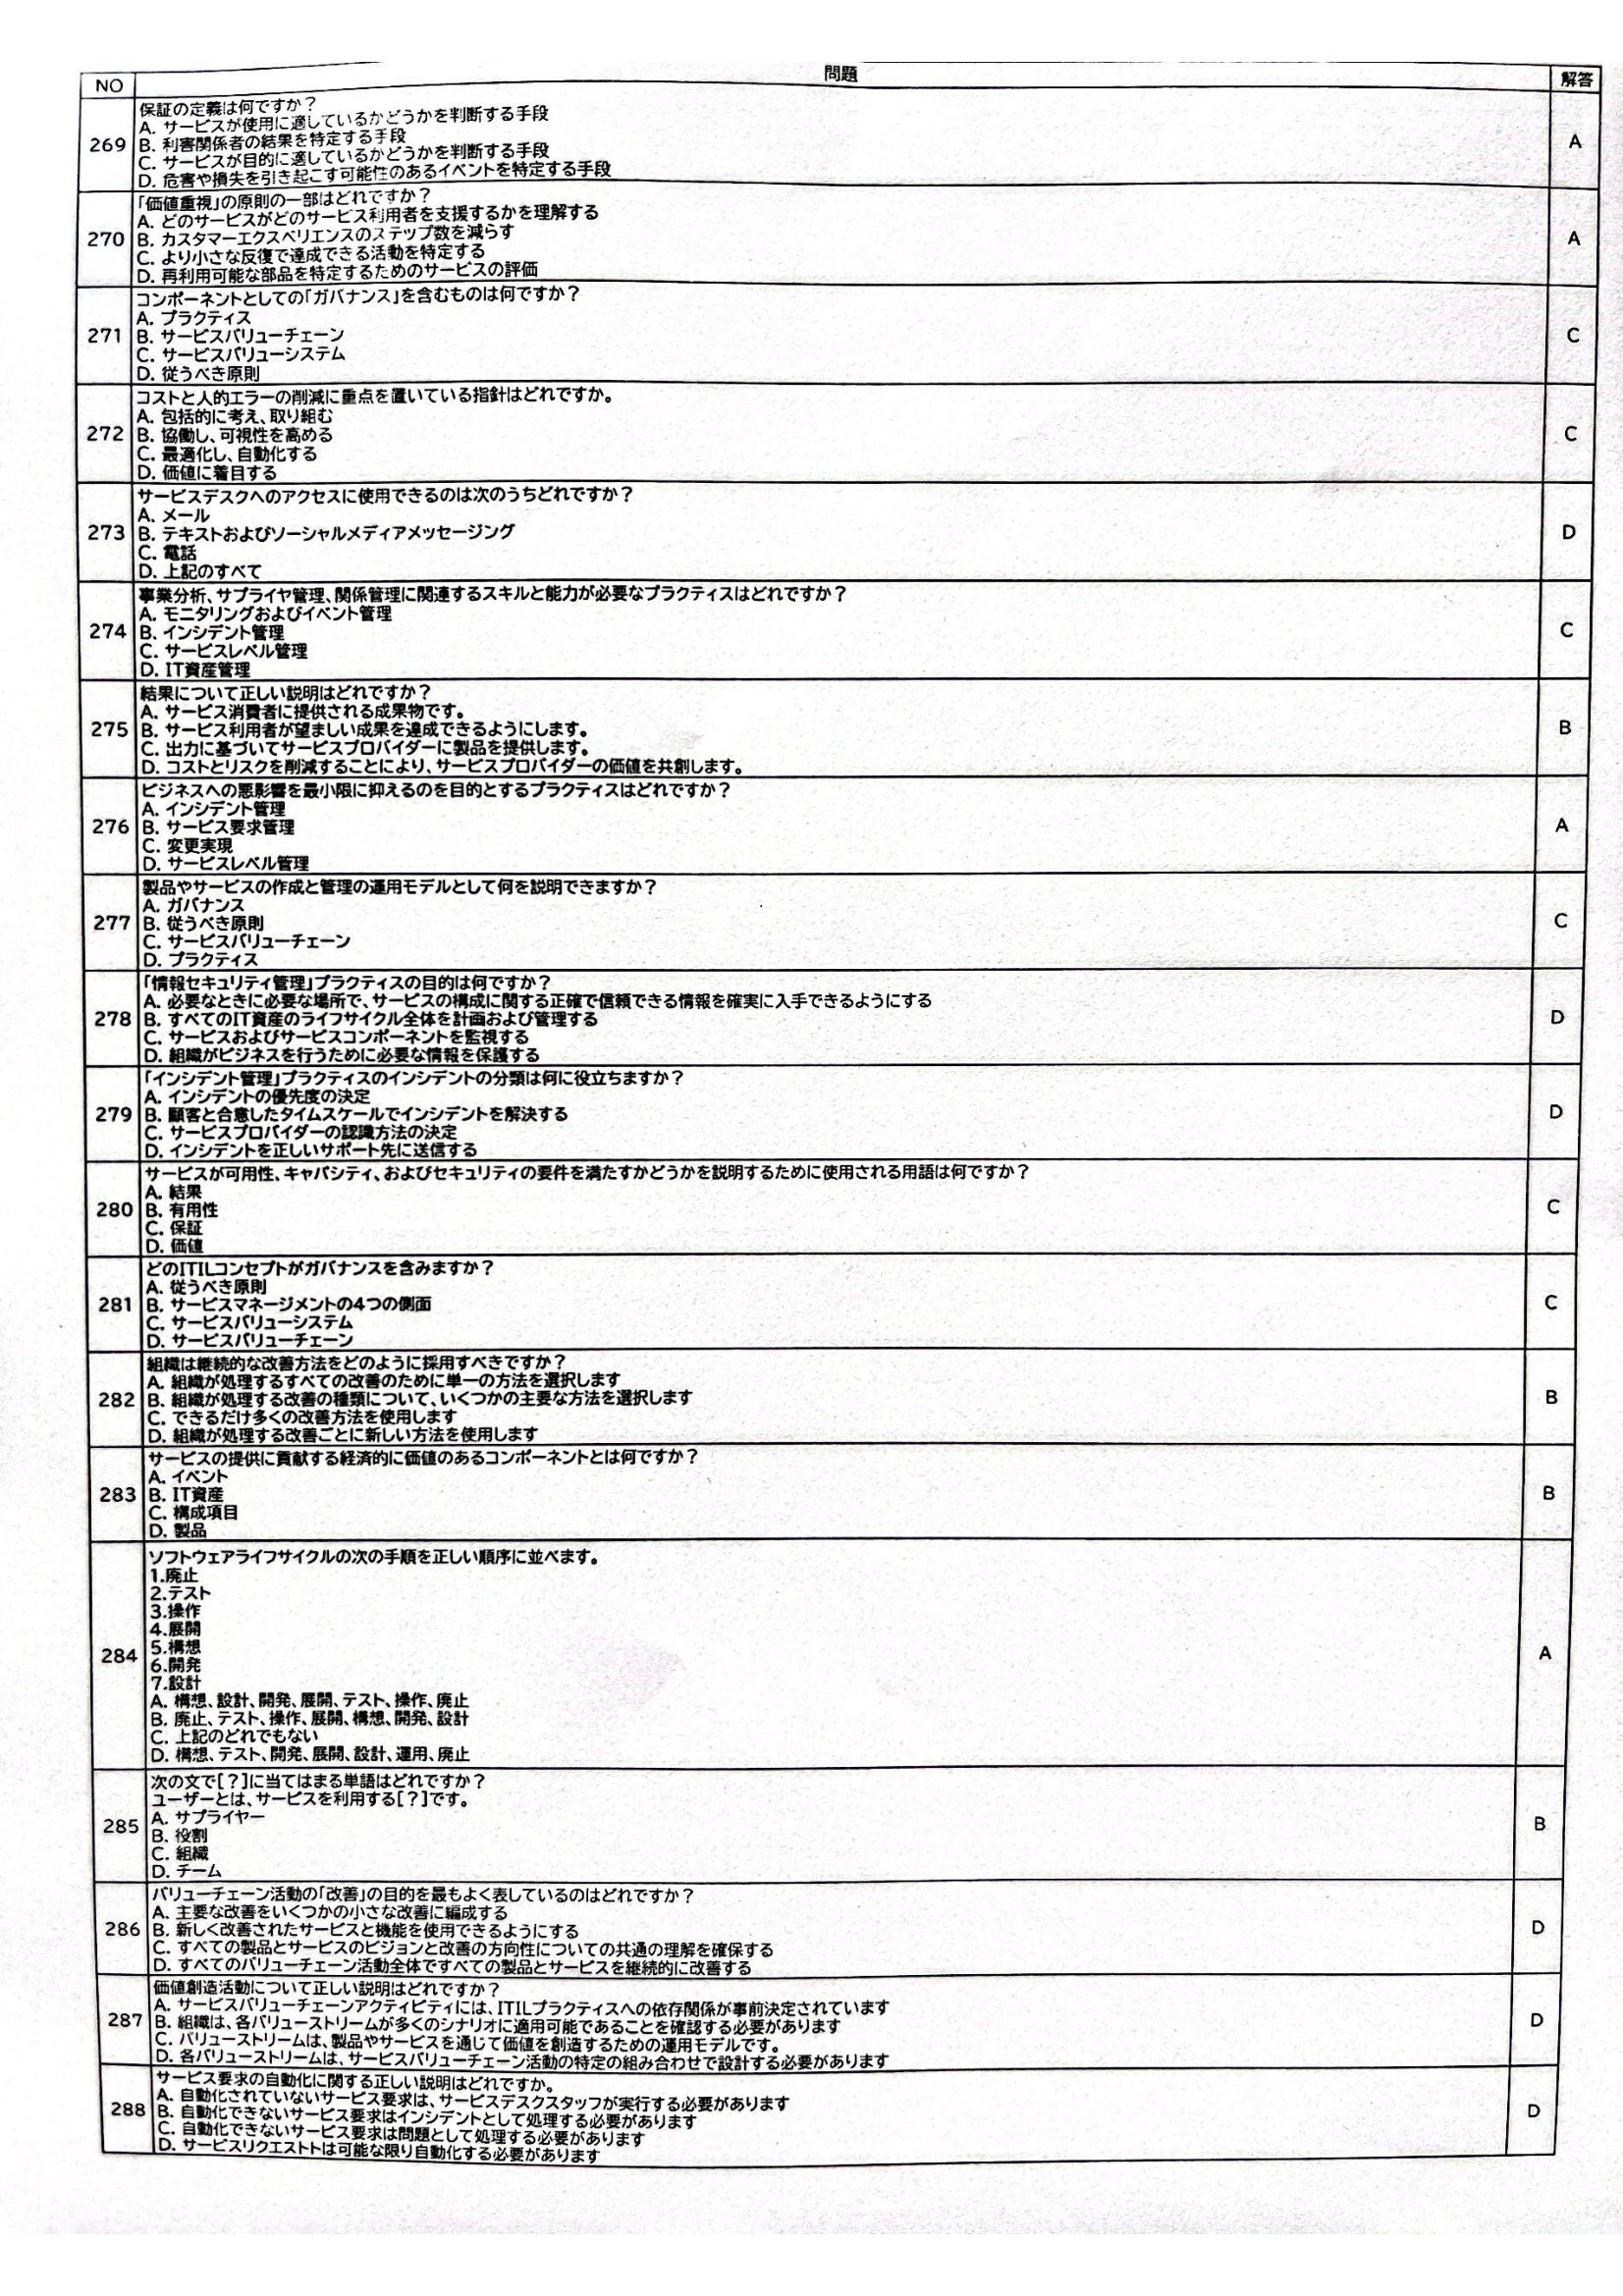 NO 問題 解答
269 A
保証の定義は何ですか？
A. サービスが使用に適しているかどうかを判断する手段
B. 利害関係者の結果を特定する手段
C. サービスが目的に適しているかどうかを判断する手段
D. 危害や損失を引き起こす可能性のあるイベントを特定する手段
270 A
「価値重視」の原則の一部はどれですか？
A. どのサービスがどのサービス利用者を支援するかを理解する
B. カスタマーエクスペリエンスのステップ数を減らす
C. より小さな反復で達成できる活動を特定する
D. 再利用可能な部品を特定するためのサービスの評価
271 C
コンポーネントとしての「ガバナンス」を含むものは何ですか？
A. プラクティス
B. サービスバリューチェーン
C. サービスバリューシステム
D. 従うべき原則
272 C
コストと人的エラーの削減に重点を置いている指針はどれですか。
A. 包括的に考え、取り組む
B. 協働し、可視性を高める
C. 最適化し、自動化する
D. 価値に着目する
273 D
サービスデスクへのアクセスに使用できるのは次のうちどれですか？
A. メール
B. テキストおよびソーシャルメディアメッセージング
C. 電話
D. 上記のすべて
274 C
事業分析、サプライヤ管理、関係管理に関連するスキルと能力が必要なプラクティスはどれですか？
A. モニタリングおよびイベント管理
B. インシデント管理
C. サービスレベル管理
D. IT資産管理
275 B
結果について正しい説明はどれですか？
A. サービス消費者に提供される成果物です。
B. サービス利用者が望ましい成果を達成できるようにします。
C. 出力に基づいてサービスプロバイダーに製品を提供します。
D. コストとリスクを削減することにより、サービスプロバイダーの価値を共創します。
276 A
ビジネスへの悪影響を最小限に抑えるのを目的とするプラクティスはどれですか？
A. インシデント管理
B. サービス要求管理
C. 変更実現
D. サービスレベル管理
277 C
製品やサービスの作成と管理の運用モデルとして何を説明できますか？
A. ガバナンス
B. 従うべき原則
C. サービスバリューチェーン
D. プラクティス
278 D
「情報セキュリティ管理」プラクティスの目的は何ですか？
A. 必要なときに必要な場所で、サービスの構成に関する正確で信頼できる情報を確実に入手できるようにする
B. すべてのIT資産のライフサイクル全体を計画および管理する
C. サービスおよびサービスコンポーネントを監視する
D. 組織がビジネスを行うために必要な情報を保護する
279 D
「インシデント管理」プラクティスのインシデントの分類は何に役立ちますか？
A. インシデントの優先度の決定
B. 顧客と合意したタイムスケールでインシデントを解決する
C. サービスプロバイダーの認識方法の決定
D. インシデントを正しいサポート先に送信する
280 C
サービスが可用性、キャパシティ、およびセキュリティの要件を満たすかどうかを説明するために使用される用語は何ですか？
A. 結果
B. 有用性
C. 保証
D. 価値
281 C
どのITILコンセプトがガバナンスを含みますか？
A. 従うべき原則
B. サービスマネージメントの4つの側面
C. サービスバリューシステム
D. サービスバリューチェーン
282 B
組織は継続的な改善方法をどのように採用すべきですか？
A. 組織が処理するすべての改善のために単一の方法を選択します
B. 組織が処理する改善の種類について、いくつかの主要な方法を選択します
C. できるだけ多くの改善方法を使用します
D. 組織が処理する改善ごとに新しい方法を使用します
283 B
サービスの提供に貢献する経済的に価値のあるコンポーネントとは何ですか？
A. イベント
B. IT資産
C. 構成項目
D. 製品
284 A
ソフトウェアライフサイクルの次の手順を正しい順序に並べます。
1.廃止
2.テスト
3.操作
4.展開
5.構想
6.開発
7.設計
A. 構想、設計、開発、展開、テスト、操作、廃止
B. 廃止、テスト、操作、展開、構想、開発、設計
C. 上記のどれでもない
D. 構想、テスト、開発、展開、設計、運用、廃止
285 B
次の文で[？]に当てはまる単語はどれですか？
ユーザーとは、サービスを利用する[？]です。
A. サプライヤー
B. 役割
C. 組織
D. チーム
286 D
バリューチェーン活動の「改善」の目的を最もよく表しているのはどれですか？
A. 主要な改善をいくつかの小さな改善に編成する
B. 新しく改善されたサービスと機能を使用できるようにする
C. すべての製品とサービスのビジョンと改善の方向性についての共通の理解を確保する
D. すべてのバリューチェーン活動全体ですべての製品とサービスを継続的に改善する
287 D
価値創造活動について正しい説明はどれですか？
A. サービスバリューチェーンアクティビティには、ITILプラクティスへの依存関係が事前決定されています
B. 組織は、各バリューストリームが多くのシナリオに適用可能であることを確認する必要があります
C. バリューストリームは、製品やサービスを通じて価値を創造するための運用モデルです。
D. 各バリューストリームは、サービスバリューチェーン活動の特定の組み合わせで設計する必要があります
288 D
サービス要求の自動化に関する正しい説明はどれですか。
A. 自動化されていないサービス要求は、サービスデスクスタッフが実行する必要があります
B. 自動化できないサービス要求はインシデントとして処理する必要があります
C. 自動化できないサービス要求は問題として処理する必要があります
D. サービスリクエストトは可能な限り自動化する必要があります